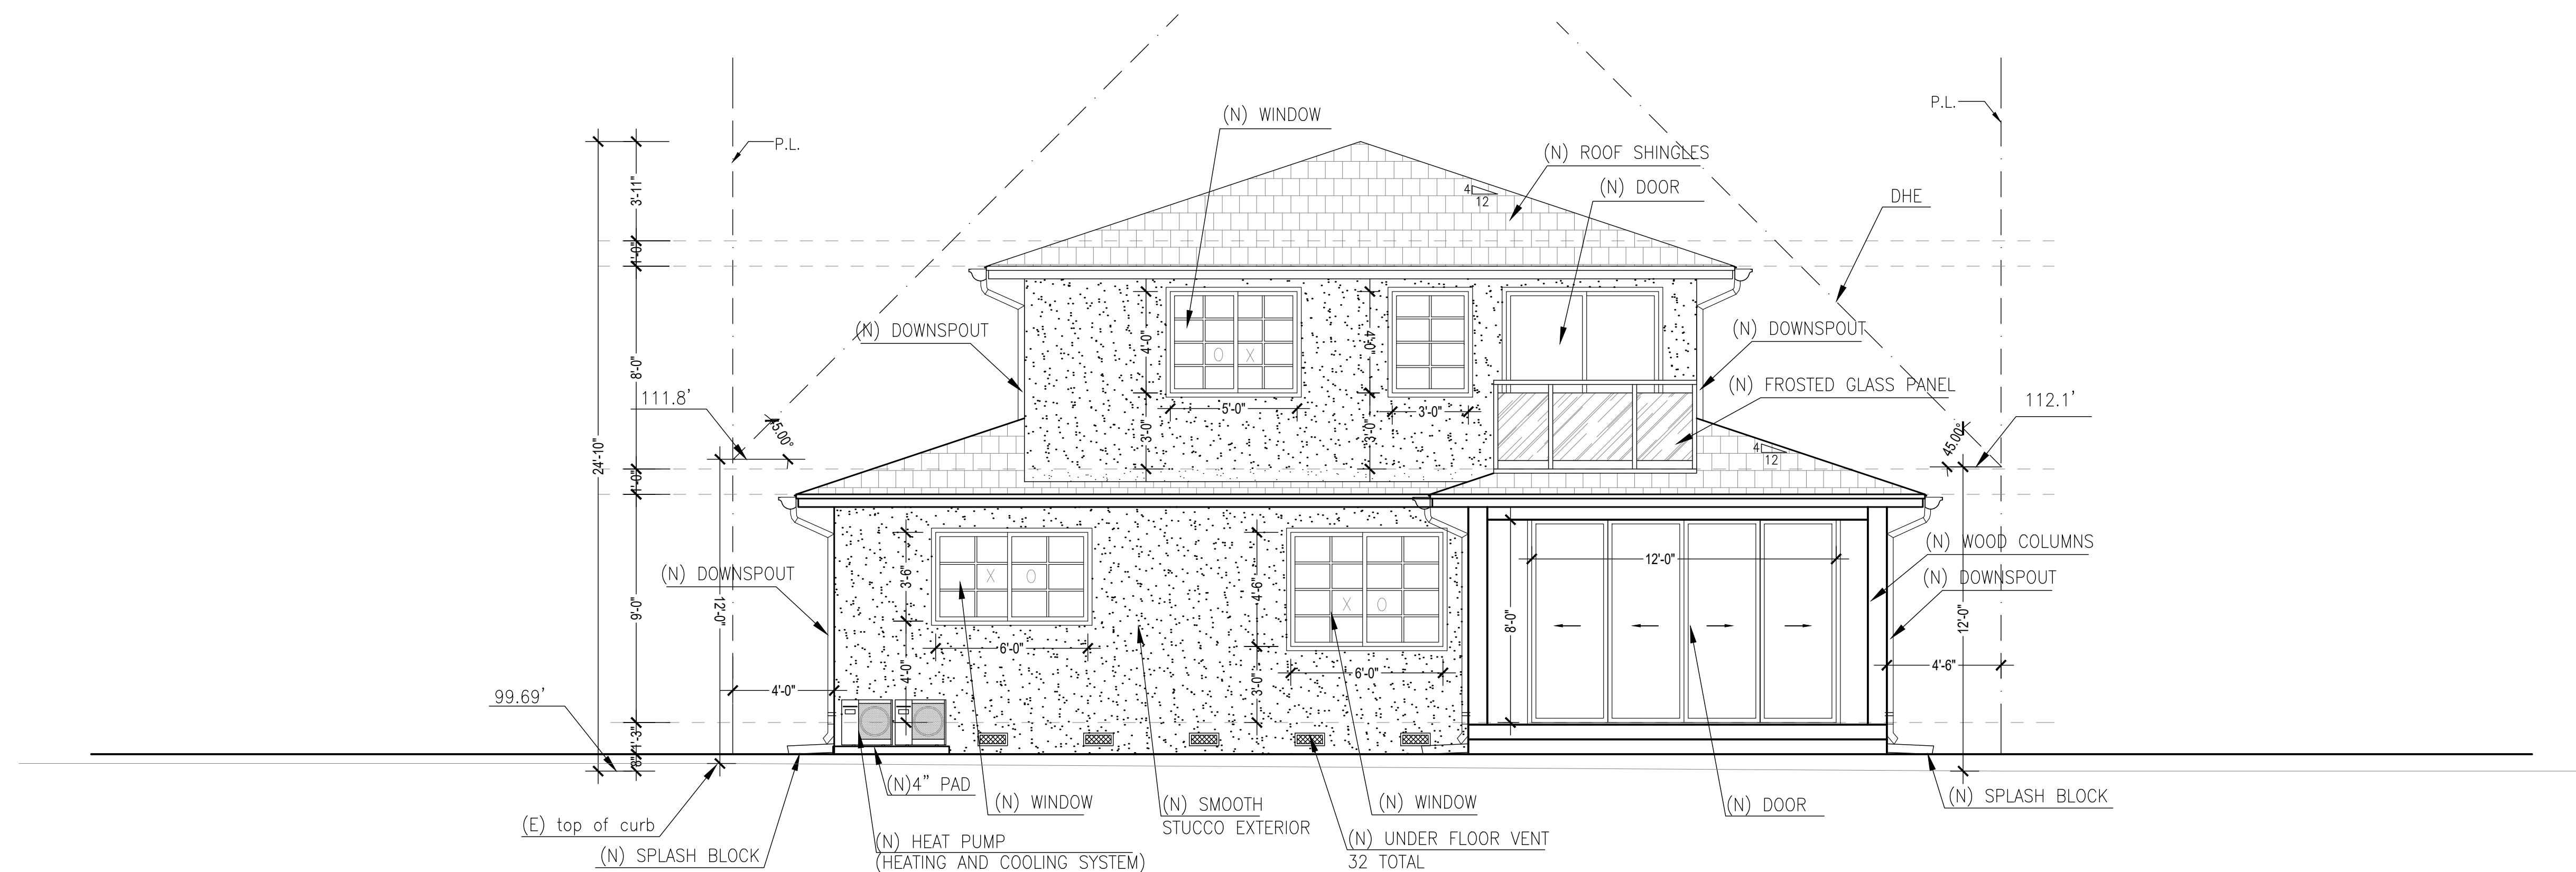 (N) WINDOW
P.L.
P.L.
(N) ROOF SHINGLES
(N) DOOR
4
12
DHE
3'-11"
1'-0"
8'-0"
1'-0"
9'-0"
1'-3"
8"
24'-10"
(N) DOWNSPOUT
(N) DOWNSPOUT
4'-0"
4'-0"
O X
5'-0"
3'-0"
3'-0"
3'-0"
(N) FROSTED GLASS PANEL
111.8'
112.1'
45.00°
45.00°
4
12
(N) WOOD COLUMNS
(N) DOWNSPOUT
(N) DOWNSPOUT
12'-0"
12'-0"
3'-6"
X O
6'-0"
4'-0"
4'-6"
X O
6'-0"
3'-0"
12'-0"
8'-0"
4'-0"
4'-6"
99.69'
(E) top of curb
(N) SPLASH BLOCK
(N)4" PAD
(N) HEAT PUMP
(HEATING AND COOLING SYSTEM)
(N) WINDOW
(N) SMOOTH
STUCCO EXTERIOR
(N) WINDOW
(N) UNDER FLOOR VENT
32 TOTAL
(N) DOOR
(N) SPLASH BLOCK